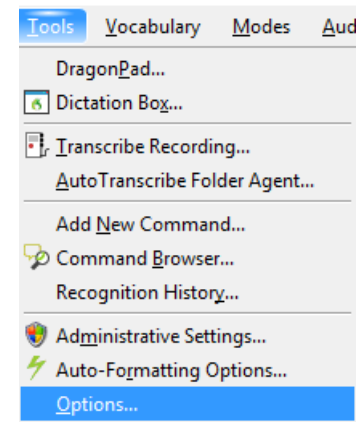 Tools Vocabulary Modes Aud
DragonPad...
Dictation Box...
Transcribe Recording...
AutoTranscribe Folder Agent...
Add New Command...
Command Browser...
Recognition History...
Administrative Settings...
Auto-Formatting Options...
Options...